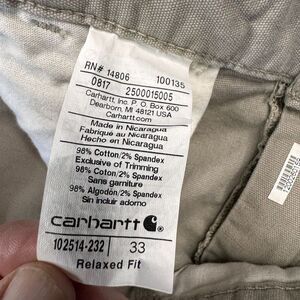 RN# 14806 100135
0817 2500015005
Carhartt, Inc. P.O. Box 600
Dearborn, MI 48121 USA
Carhartt.com
Made in Nicaragua
Fabriqué au Nicaragua
Hecho en Nicaragua
98% Cotton/2% Spandex
Exclusive of Trimming
98% Coton/2% Spandex
Sans garniture
98% Algodón/2% Spandex
Sin incluir adorno
carhartt
102514-232 33
Relaxed Fit